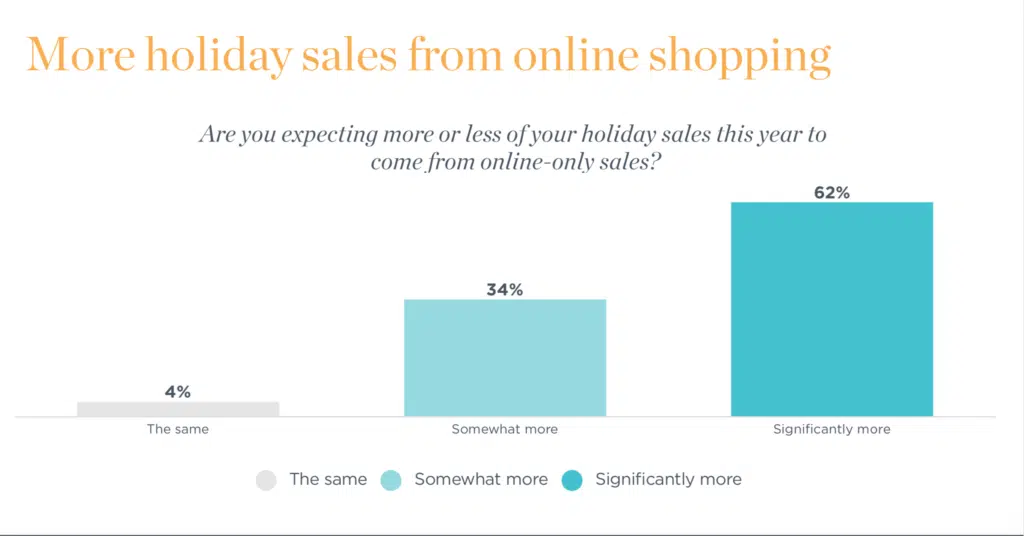 More holiday sales from online shopping
Are you expecting more or less of your holiday sales this year to
come from online-only sales?
62%
34%
4%
The same
Somewhat more
Significantly more
The same
Somewhat more
Significantly more